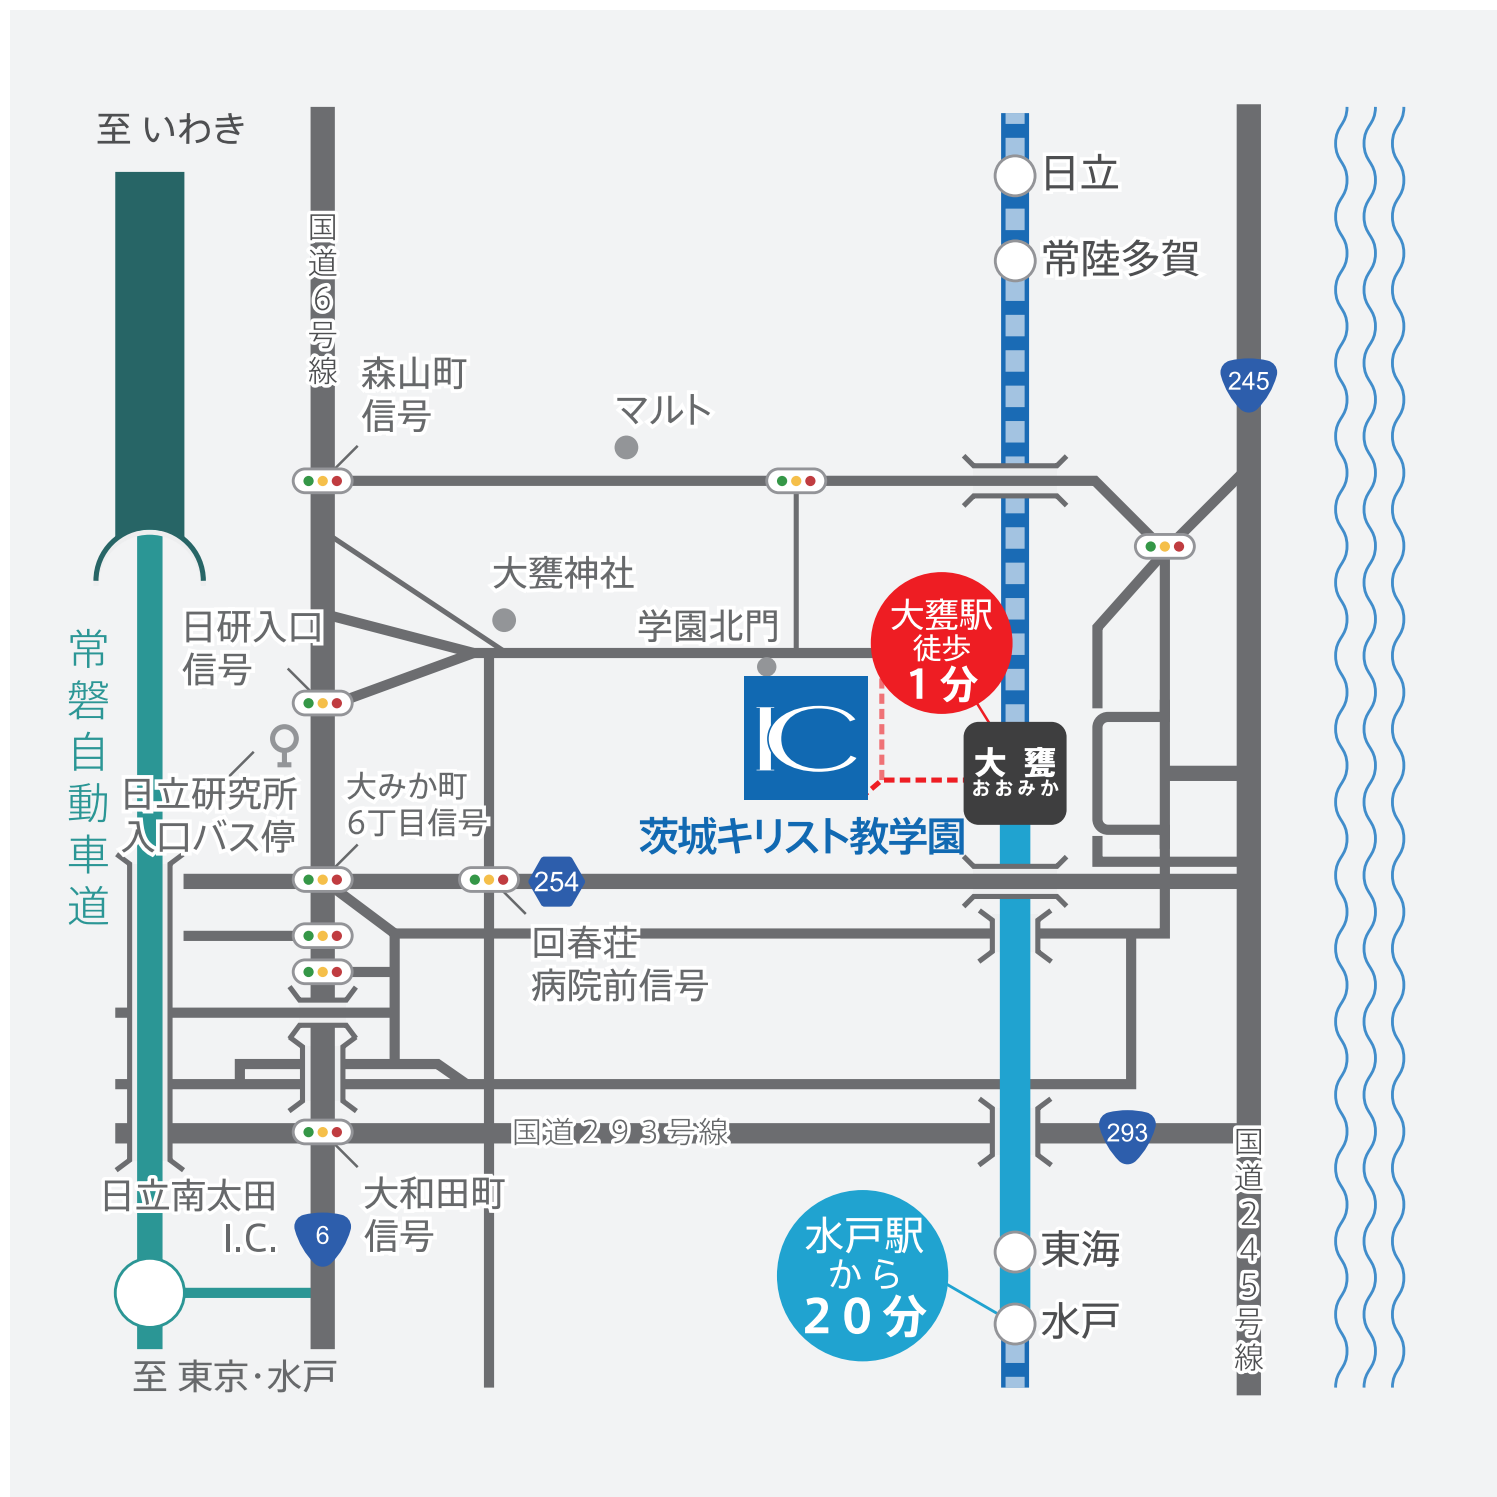 至 いわき
国道6号線
日立
常陸多賀
森山町
信号
マルト
245
大甕神社
学園北門
大甕駅
徒歩
1分
日研入口
信号
常磐自動車道
IC
大甕
おおみか
日立研究所
入口バス停
大みか町
6丁目信号
茨城キリスト教学園
254
回春荘
病院前信号
国道293号線
293
国道245号線
日立南太田
I.C.
大和田町
信号
6
水戸駅
から
20分
東海
水戸
至 東京・水戸